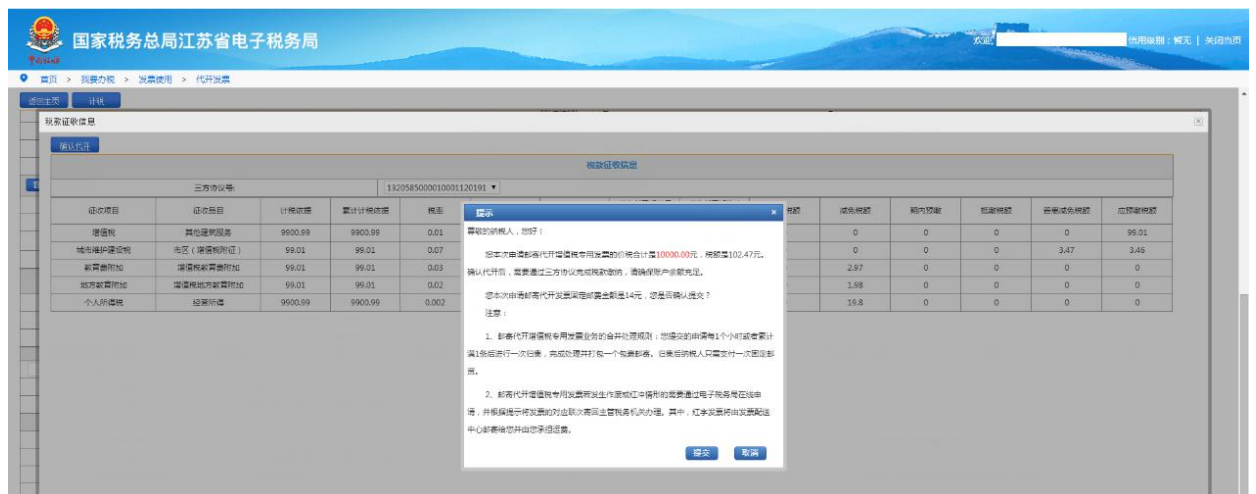 国家税务总局江苏省电子税务局
欢迎
信用级别：暂无 | 关闭当页
首页 > 我要办税 > 发票使用 > 代开发票
返回主页 计税
税款征收信息
确认代开
税款征收信息
三方协议号: 1320585000010001120191
征收项目 征收品目 计税依据 累计计税依据 税率 税额 减免税额 期内预缴 抵缴税额 普惠减免税额 应预缴税额
增值税 其他建筑服务 9900.99 9900.99 0.01 0 0 0 0 99.01
城市维护建设税 市区（增值税附征） 99.01 99.01 0.07 0 0 0 3.47 3.46
教育费附加 增值税教育费附加 99.01 99.01 0.03 2.97 0 0 0 0
地方教育附加 增值税地方教育附加 99.01 99.01 0.02 1.98 0 0 0 0
个人所得税 经营所得 9900.99 9900.99 0.002 19.8 0 0 0 0
提示
尊敬的纳税人，您好！
您本次申请邮寄代开增值税专用发票的价税合计是10000.00元，税额是102.47元。
确认代开后，需要通过三方协议完成税款缴纳，请确保账户余额充足。
您本次申请邮寄代开发票固定邮费金额是14元，您是否确认提交？
注意：
1、邮寄代开增值税专用发票业务的合并处理规则：您提交的申请每1个小时或者累计
满1条后进行一次归集，完成处理并打包一个包裹邮寄。归集后纳税人只需支付一次固定邮
费。
2、邮寄代开增值税专用发票若发生作废或红冲情形的需要通过电子税务局在线申
请，并根据提示将发票的对应联次寄回主管税务机关办理。其中，红字发票将由发票配送
中心邮寄给您并由您承担运费。
提交 取消